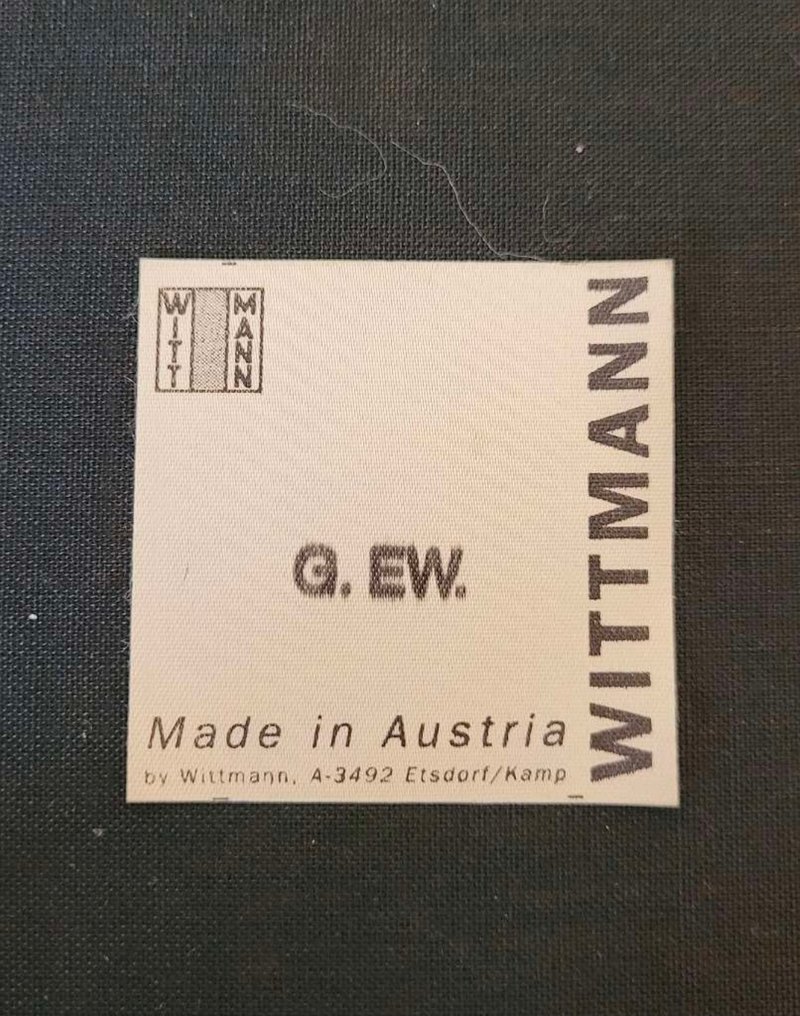 WITT MANN
WITTMANN
G. EW.
Made in Austria
by Wittmann, A-3492 Etsdorf/Kamp